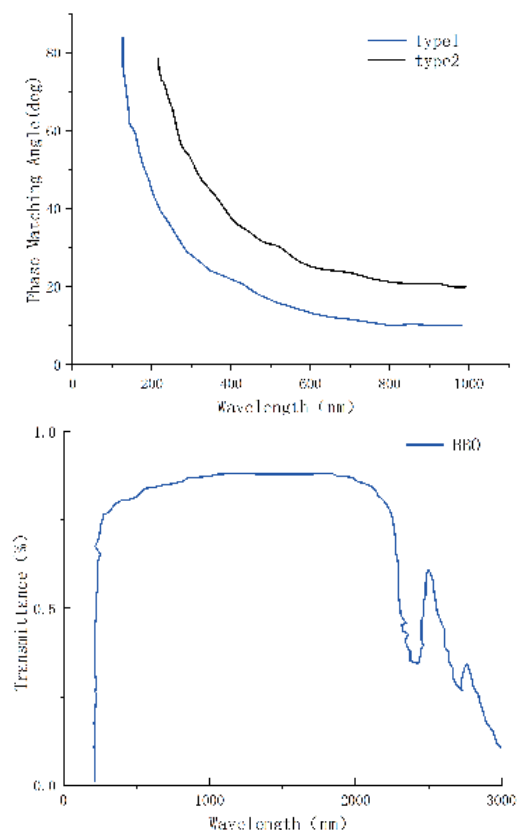 Type1
type2
80
60
40
20
0
Phase Matching Angle(deg)
0 200 400 600 800 1000
Wavelength (nm)
BBO
1.0
0.5
0.0
Transmittance (%)
0 1000 2000 3000
Wavelength (nm)